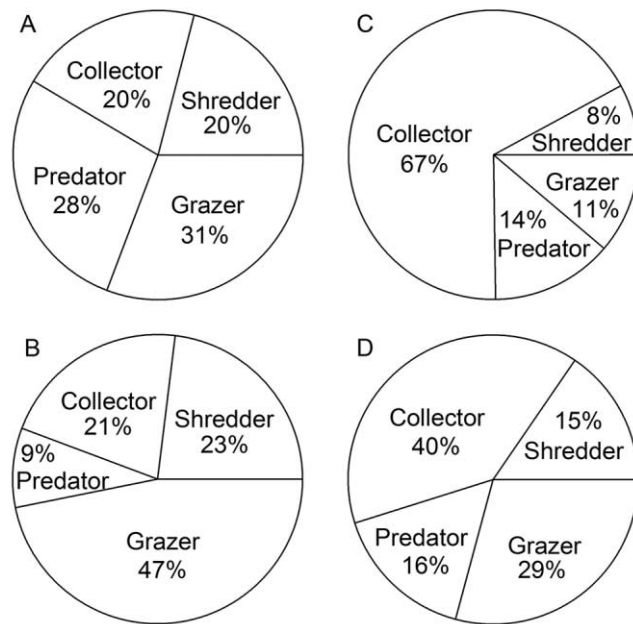 A
Collector
20%
Shredder
20%
Predator
28%
Grazer
31%
C
Collector
67%
8%
Shredder
Grazer
11%
14%
Predator
B
Collector
21%
Shredder
23%
9%
Predator
Grazer
47%
D
Collector
40%
15%
Shredder
Predator
16%
Grazer
29%